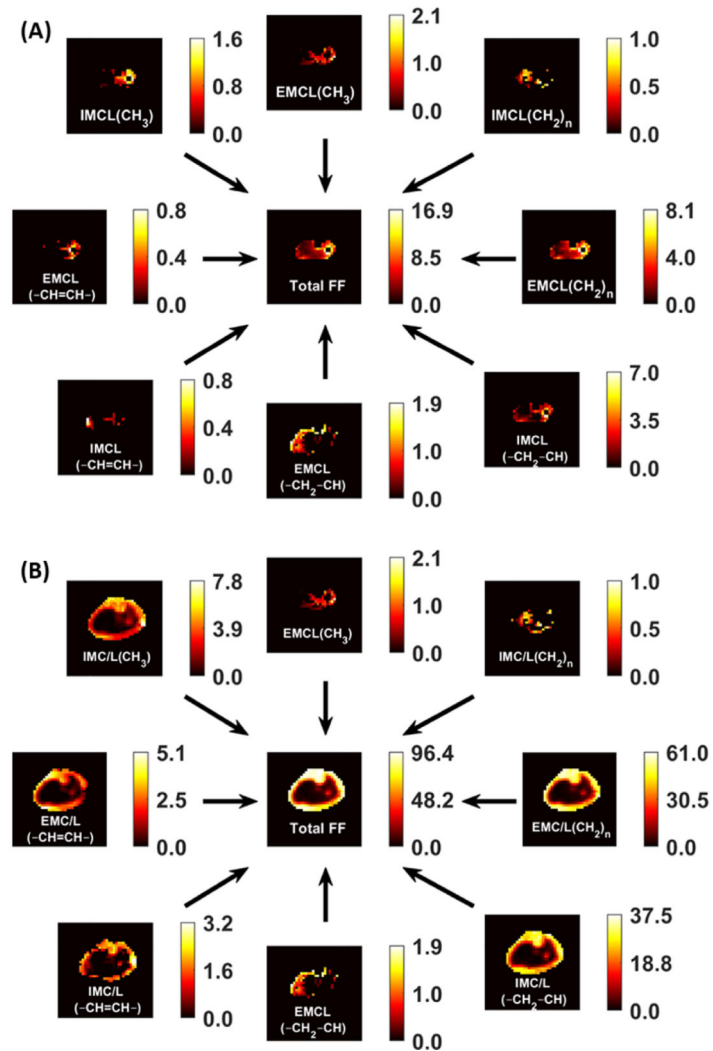 (A)
1.6
0.8
0.0
IMCL(CH₃)
2.1
1.0
0.0
EMCL(CH₃)
1.0
0.5
0.0
IMCL(CH₂)n
0.8
0.4
0.0
EMCL
(−CH=CH−)
16.9
8.5
0.0
Total FF
8.1
4.0
0.0
EMCL(CH₂)n
0.8
0.4
0.0
IMCL
(−CH=CH−)
1.9
1.0
0.0
EMCL
(−CH₂−CH)
7.0
3.5
0.0
IMCL
(−CH₂−CH)
(B)
7.8
3.9
0.0
IMC/L(CH₃)
2.1
1.0
0.0
EMCL(CH₃)
1.0
0.5
0.0
IMC/L(CH₂)n
5.1
2.5
0.0
EMC/L
(−CH=CH−)
96.4
48.2
0.0
Total FF
61.0
30.5
0.0
EMC/L(CH₂)n
3.2
1.6
0.0
IMC/L
(−CH=CH−)
1.9
1.0
0.0
EMCL
(−CH₂−CH)
37.5
18.8
0.0
IMC/L
(−CH₂−CH)